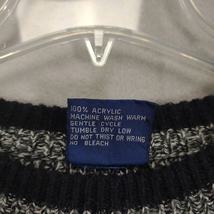 100% ACRYLIC
MACHINE WASH WARM
GENTLE CYCLE
TUMBLE DRY LOW
DO NOT TWIST OR WRING
NO BLEACH